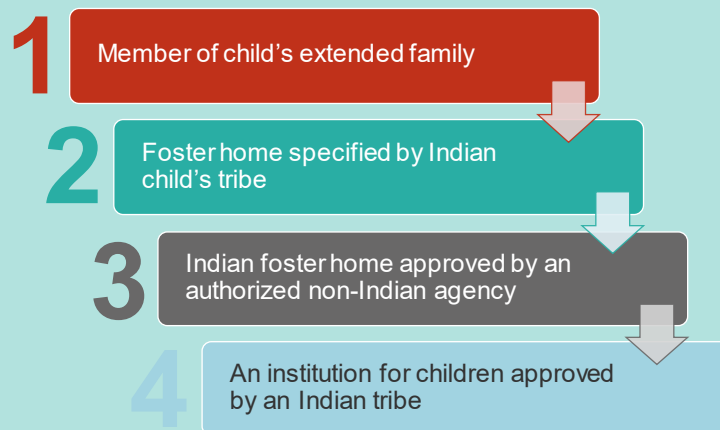 1
Member of child’s extended family
2
Foster home specified by Indian
child’s tribe
3
Indian foster home approved by an
authorized non-Indian agency
4
An institution for children approved
by an Indian tribe